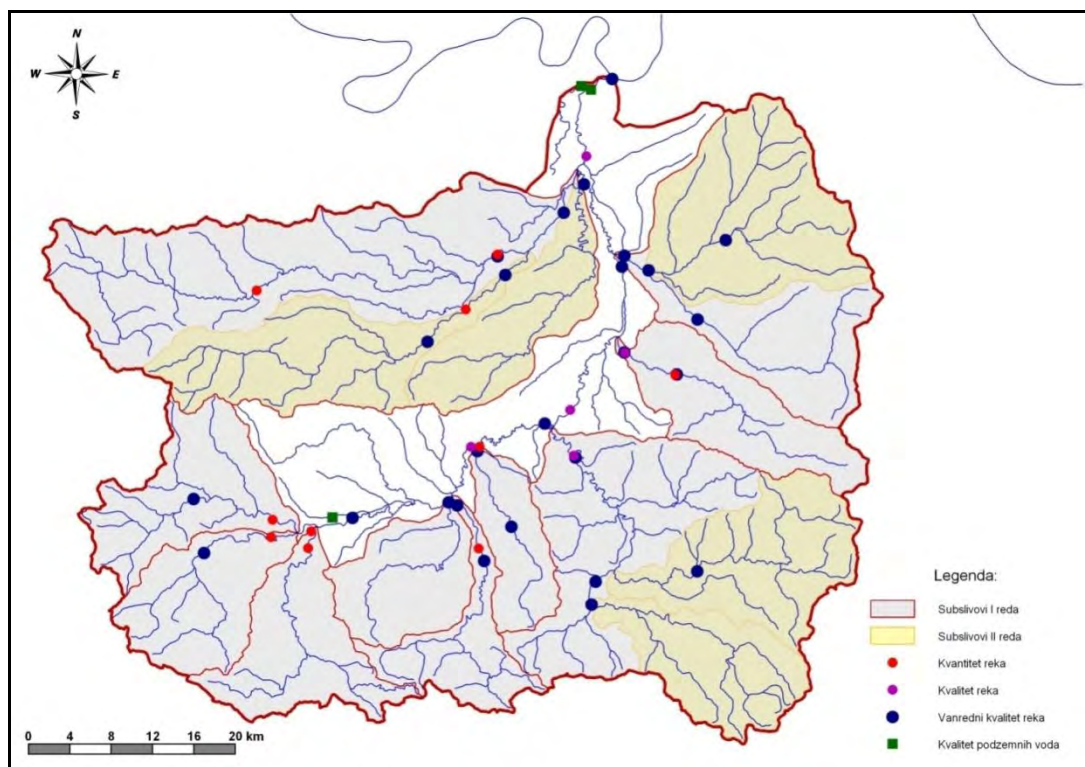 N
W E
S
Legenda:
Subslivovi I reda
Subslivovi II reda
Kvantitet reka
Kvalitet reka
Vanredni kvalitet reka
Kvalitet podzemnih voda
0 4 8 12 16 20 km